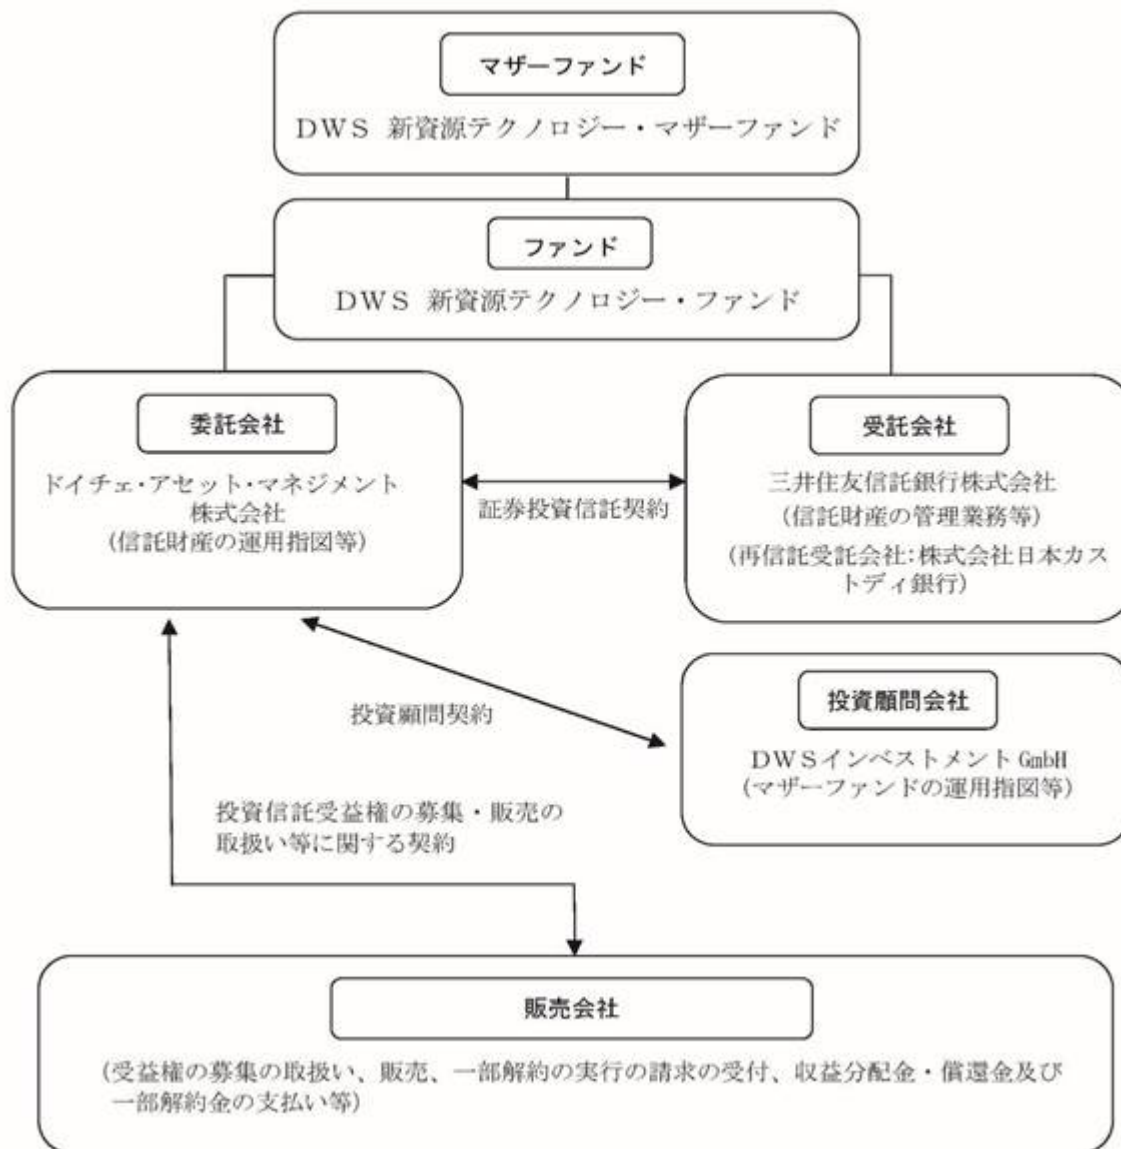 マザーファンド
DWS 新資源テクノロジー・マザーファンド
ファンド
DWS 新資源テクノロジー・ファンド
委託会社
ドイチェ・アセット・マネジメント
株式会社
(信託財産の運用指図等)
証券投資信託契約
受託会社
三井住友信託銀行株式会社
(信託財産の管理業務等)
(再信託受託会社:株式会社日本カス
トディ銀行)
投資顧問契約
投資顧問会社
DWSインベストメント GmbH
(マザーファンドの運用指図等)
投資信託受益権の募集・販売の
取扱い等に関する契約
販売会社
(受益権の募集の取扱い、販売、一部解約の実行の請求の受付、収益分配金・償還金及び
一部解約金の支払い等)